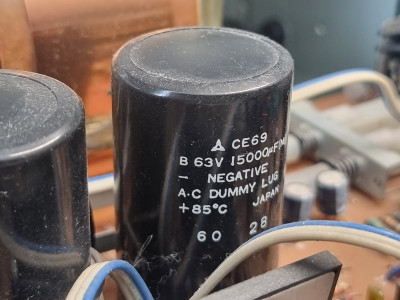 CE69
B 63V 15000µF(M
- NEGATIVE
A.C DUMMY LUG
+85°C JAPAN
60 28